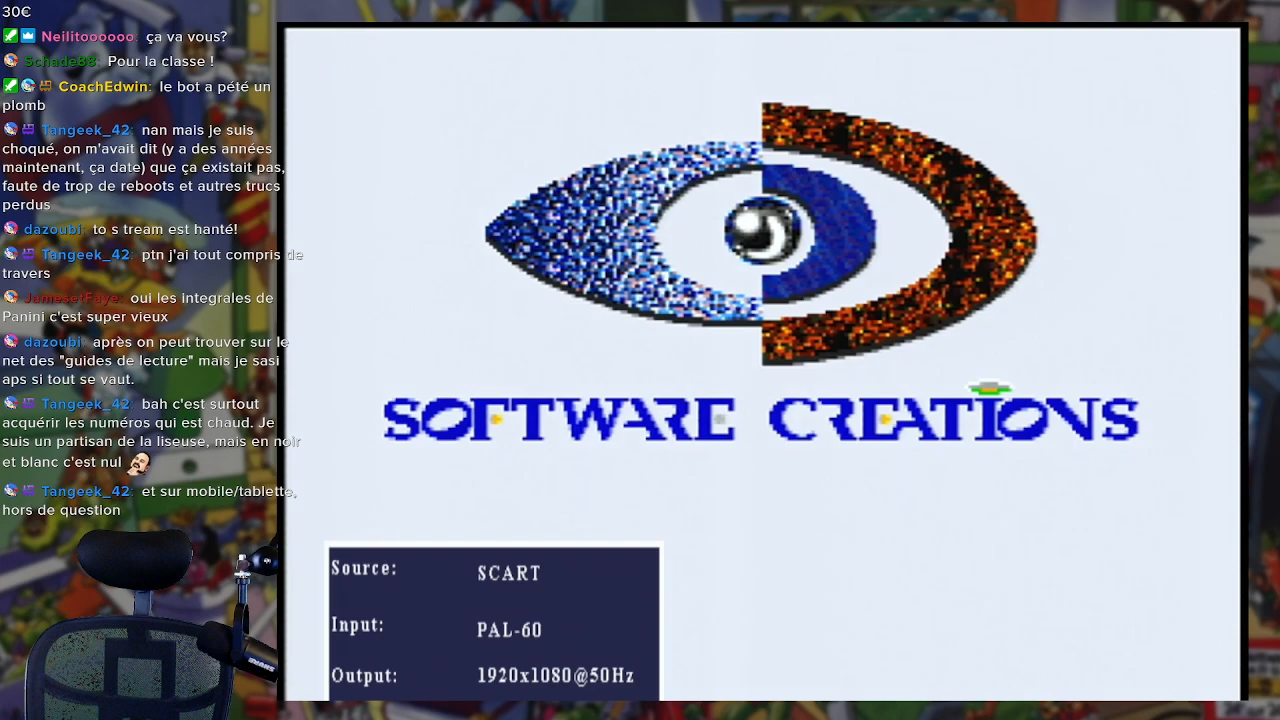 30€
Neilitoooooo: ça va vous?
Schade88: Pour la classe !
CoachEdwin: le bot a pété un
plomb
Tangeek_42: nan mais je suis
choqué, on m'avait dit (y a des années
maintenant, ça date) que ça existait pas,
faute de trop de reboots et autres trucs
perdus
dazoubi: to s tream est hanté!
Tangeek_42: ptn j'ai tout compris de
travers
JamesetFaye: oui les integrales de
Panini c'est super vieux
dazoubi: après on peut trouver sur le
net des "guides de lecture" mais je sasi
aps si tout se vaut.
Tangeek_42: bah c'est surtout
acquérir les numéros qui est chaud. Je
suis un partisan de la liseuse, mais en noir
et blanc c'est nul
Tangeek_42: et sur mobile/tablette,
hors de question
SOFTWARE CREATIONS
Source: SCART
Input: PAL-60
Output: 1920x1080@50Hz